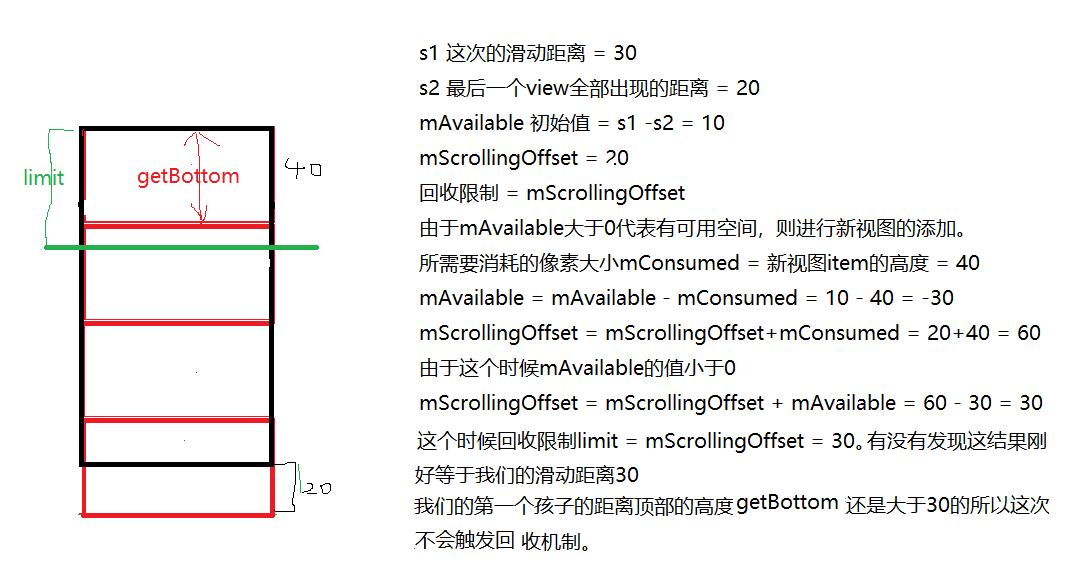 limit
getBottom
40
20
s1 这次的滑动距离 = 30
s2 最后一个view全部出现的距离 = 20
mAvailable 初始值 = s1 -s2 = 10
mScrollingOffset = 20
回收限制 = mScrollingOffset
由于mAvailable大于0代表有可用空间，则进行新视图的添加。
所需要消耗的像素大小mConsumed = 新视图item的高度 = 40
mAvailable = mAvailable - mConsumed = 10 - 40 = -30
mScrollingOffset = mScrollingOffset+mConsumed = 20+40 = 60
由于这个时候mAvailable的值小于0
mScrollingOffset = mScrollingOffset + mAvailable = 60 - 30 = 30
这个时候回收限制limit = mScrollingOffset = 30。有没有发现这结果刚
好等于我们的滑动距离30
我们的第一个孩子的距离顶部的高度getBottom 还是大于30的所以这次
不会触发回 收机制。